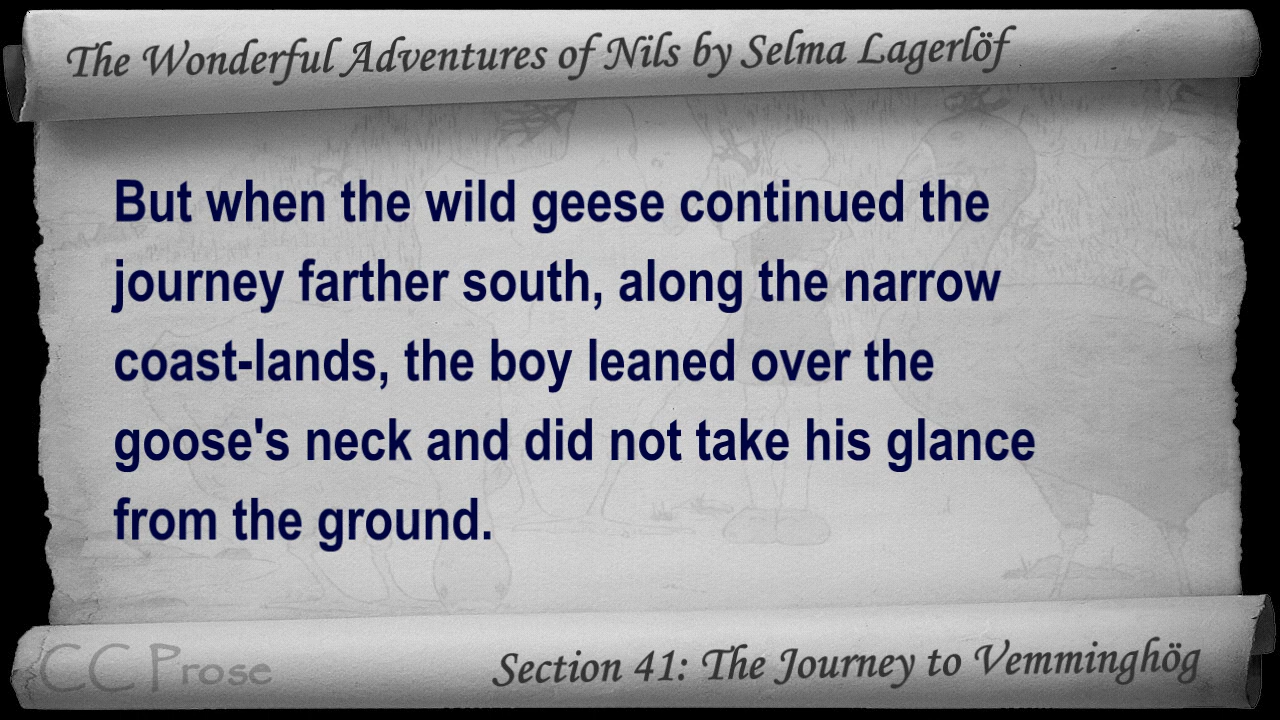 The Wonderful Adventures of Nils by Selma Lagerlöf
But when the wild geese continued the
journey farther south, along the narrow
coast-lands, the boy leaned over the
goose's neck and did not take his glance
from the ground.
CC Prose
Section 41: The Journey to Vemminghög